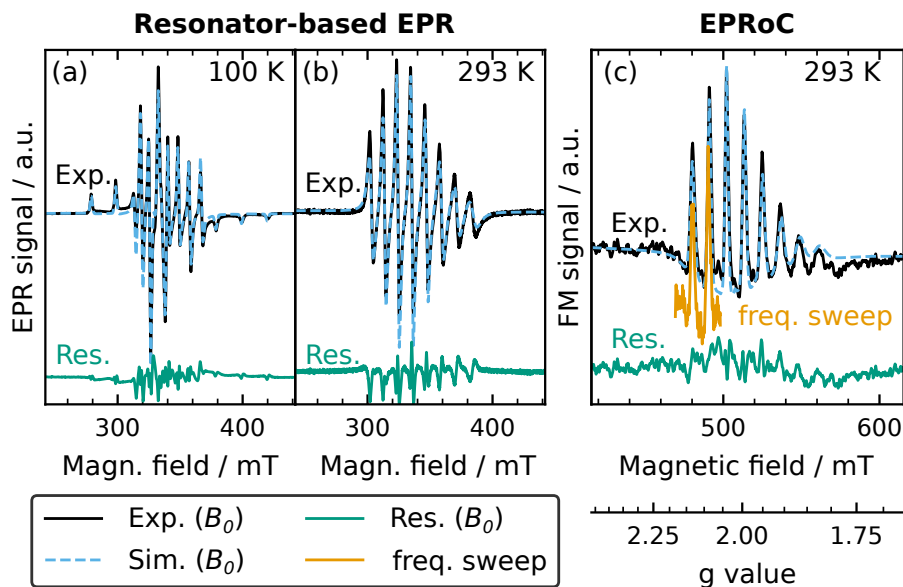 Resonator-based EPR
EPRoC
(a)
100 K
(b)
293 K
(c)
293 K
EPR signal / a.u.
FM signal / a.u.
Exp.
Exp.
Exp.
freq. sweep
Res.
Res.
Res.
300
400
300
400
500
600
Magn. field / mT
Magn. field / mT
Magnetic field / mT
Exp. (B₀)
Res. (B₀)
Sim. (B₀)
freq. sweep
2.25
2.00
1.75
g value